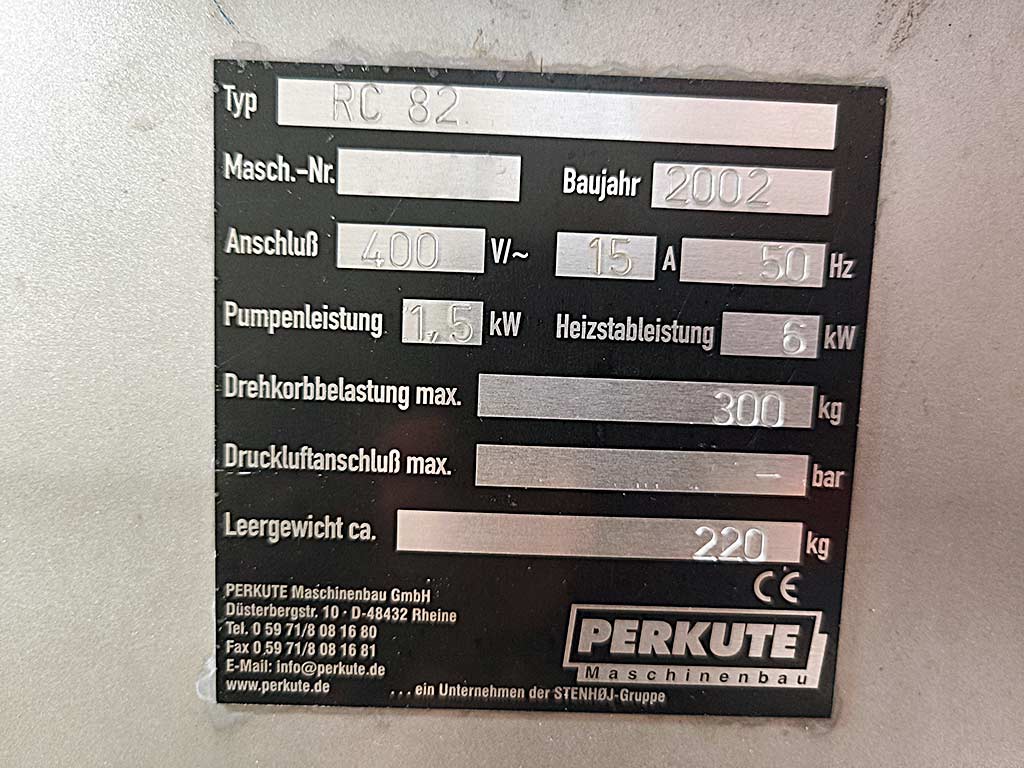 Typ RC 82
Masch.-Nr. Baujahr 2002
Anschluß 400 V/~ 15 A 50 Hz
Pumpenleistung 1,5 kW Heizstableistung 6 kW
Drehkorbbelastung max. 300 kg
Druckluftanschluß max. — bar
Leergewicht ca. 220 kg
CE
PERKUTE Maschinenbau GmbH
Düsterbergstr. 10 · D-48432 Rheine
Tel. 0 59 71/8 08 16 80
Fax 0 59 71/8 08 16 81
E-Mail: info@perkute.de
www.perkute.de
PERKUTE
Maschinenbau
...ein Unternehmen der STENHØJ-Gruppe